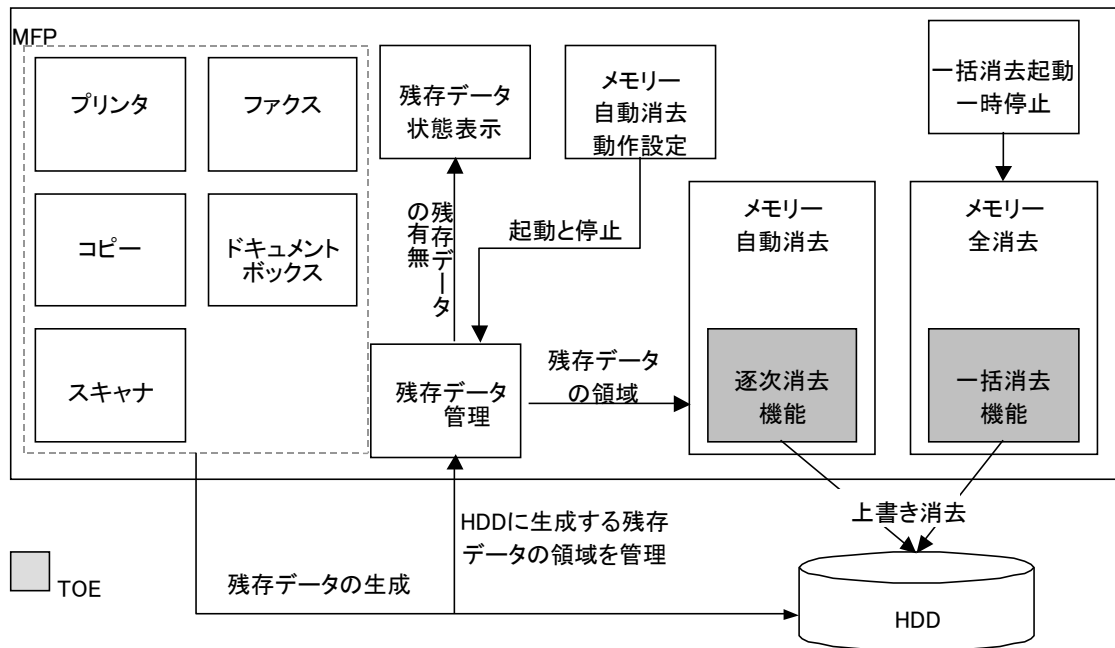 MFP
プリンタ
ファクス
コピー
ドキュメント
ボックス
スキャナ
残存データ
状態表示
メモリー
自動消去
動作設定
一括消去起動
一時停止
残存データ
の有無
起動と停止
メモリー
自動消去
メモリー
全消去
残存データ
管理
残存データ
の領域
逐次消去
機能
一括消去
機能
上書き消去
HDDに生成する残存
データの領域を管理
残存データの生成
TOE
HDD